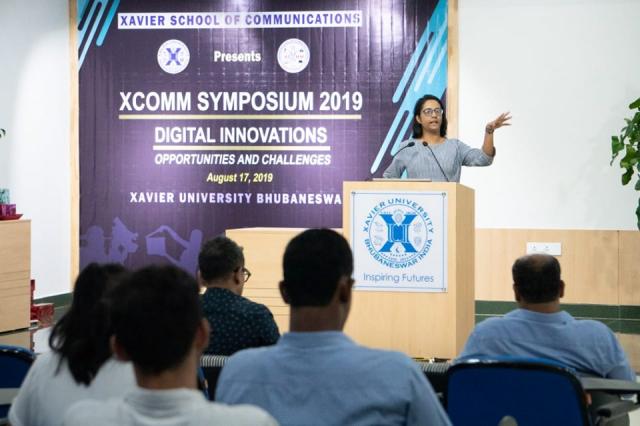 XAVIER SCHOOL OF COMMUNICATIONS
Presents
XCOMM SYMPOSIUM 2019
DIGITAL INNOVATIONS
OPPORTUNITIES AND CHALLENGES
August 17, 2019
XAVIER UNIVERSITY BHUBANESWA
XAVIER UNIVERSITY
BHUBANESWAR INDIA
Inspiring Futures